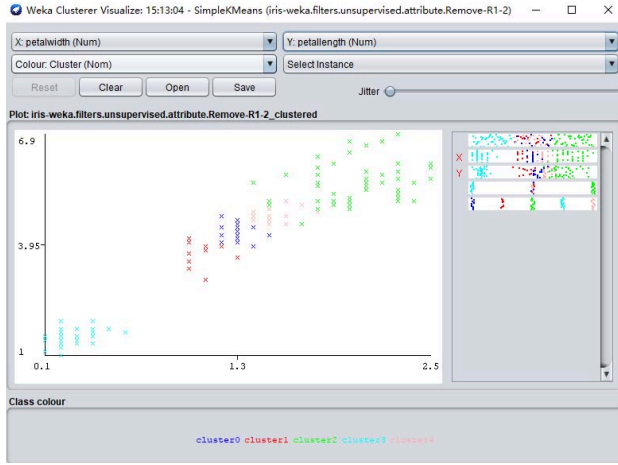 Weka Clusterer Visualize: 15:13:04 - SimpleKMeans (iris-weka.filters.unsupervised.attribute.Remove-R1-2)
X: petalwidth (Num) Y: petallength (Num)
Colour: Cluster (Nom) Select Instance
Reset Clear Open Save Jitter
Plot: iris-weka.filters.unsupervised.attribute.Remove-R1-2_clustered
6.9
X
Y
3.95
1
0.1 1.3 2.5
Class colour
cluster0 cluster1 cluster2 cluster3 cluster4